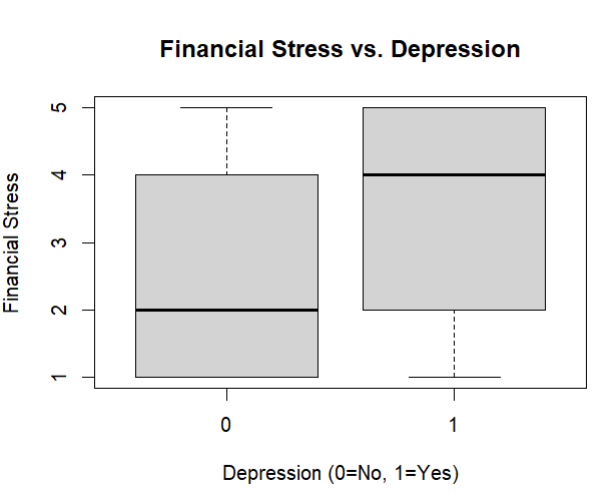 Financial Stress vs. Depression
Financial Stress
5
4
3
2
1
0 1
Depression (0=No, 1=Yes)